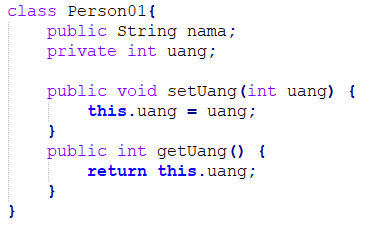 class Person01{
    public String nama;
    private int uang;

    public void setUang(int uang) {
        this.uang = uang;
    }
    public int getUang() {
        return this.uang;
    }
}